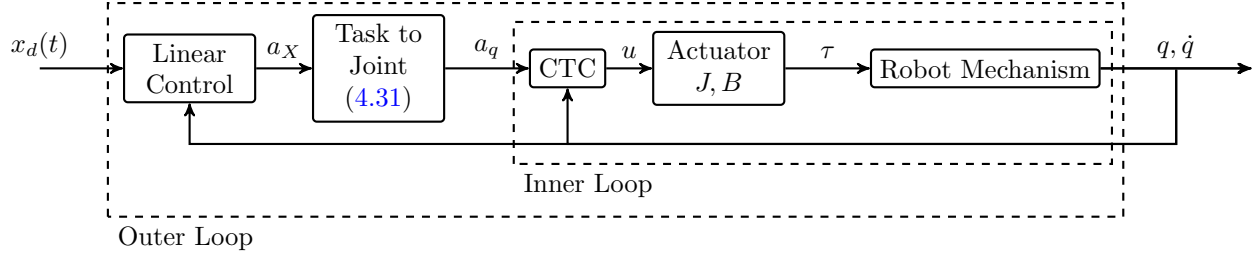 x_d(t)
Linear
Control
a_X
Task to
Joint
(4.31)
a_q
CTC
u
Actuator
J, B
τ
Robot Mechanism
q, q̇
Inner Loop
Outer Loop